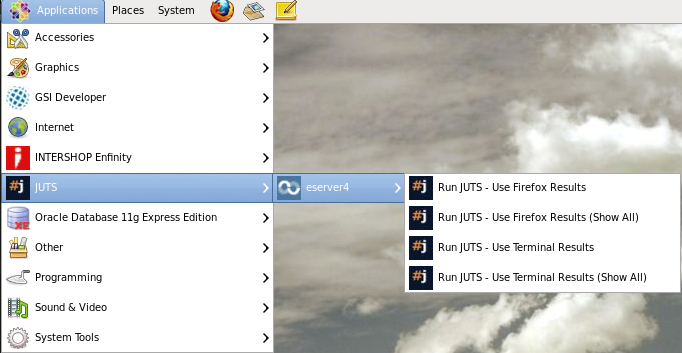 Applications Places System
Accessories
Graphics
GSI Developer
Internet
INTERSHOP Enfinity
#j JUTS
eserver4
#j Run JUTS - Use Firefox Results
#j Run JUTS - Use Firefox Results (Show All)
#j Run JUTS - Use Terminal Results
#j Run JUTS - Use Terminal Results (Show All)
XE Oracle Database 11g Express Edition
Other
Programming
Sound & Video
System Tools